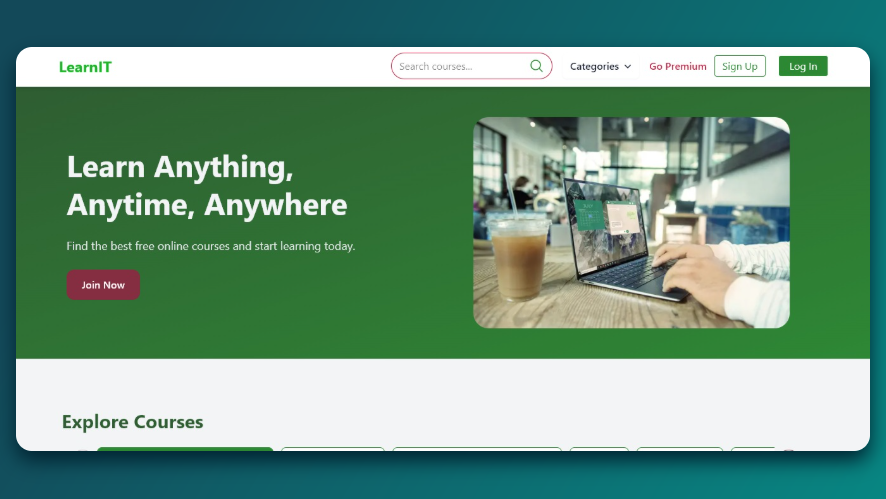 LearnIT
Search courses...
Categories
Go Premium
Sign Up
Log In
Learn Anything,
Anytime, Anywhere
Find the best free online courses and start learning today.
Join Now
Explore Courses